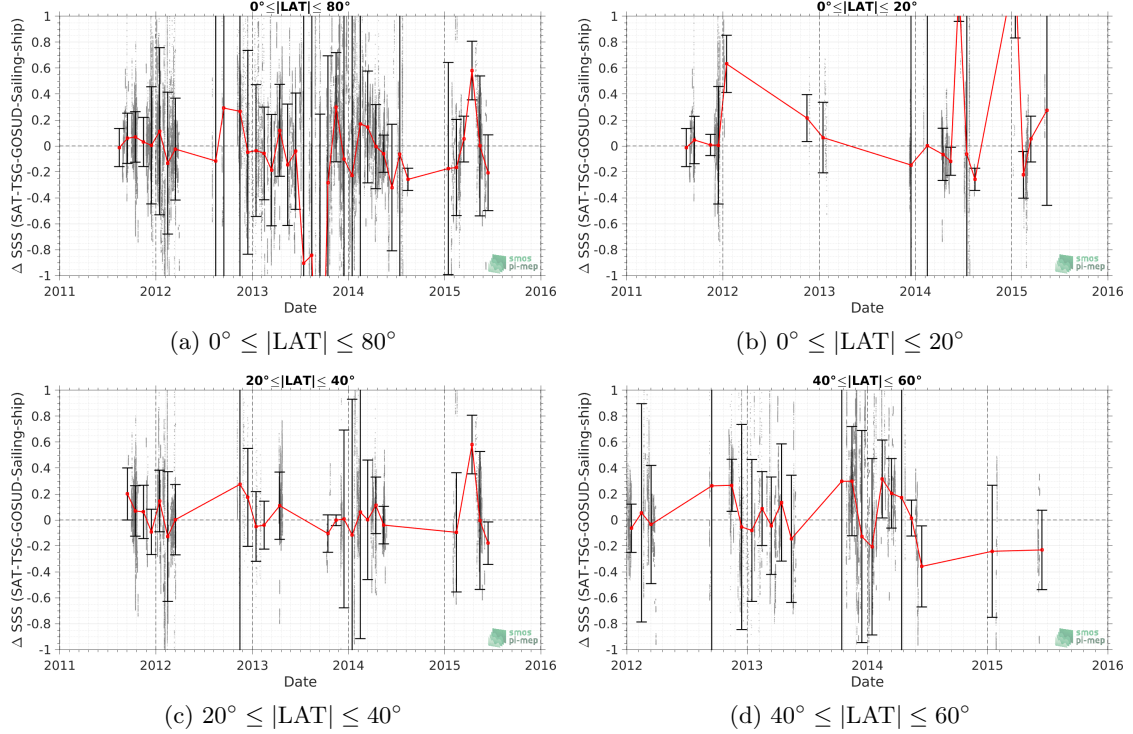 0°≤|LAT|≤ 80°
Δ SSS (SAT-TSG-GOSUD-Sailing-ship)
1
0.8
0.6
0.4
0.2
0
-0.2
-0.4
-0.6
-0.8
-1
2011
2012
2013
2014
2015
2016
Date
smos
pi-mep
(a) 0° ≤ |LAT| ≤ 80°
0°≤|LAT|≤ 20°
Δ SSS (SAT-TSG-GOSUD-Sailing-ship)
1
0.8
0.6
0.4
0.2
0
-0.2
-0.4
-0.6
-0.8
-1
2011
2012
2013
2014
2015
2016
Date
smos
pi-mep
(b) 0° ≤ |LAT| ≤ 20°
20°≤|LAT|≤ 40°
Δ SSS (SAT-TSG-GOSUD-Sailing-ship)
1
0.8
0.6
0.4
0.2
0
-0.2
-0.4
-0.6
-0.8
-1
2011
2012
2013
2014
2015
2016
Date
smos
pi-mep
(c) 20° ≤ |LAT| ≤ 40°
40°≤|LAT|≤ 60°
Δ SSS (SAT-TSG-GOSUD-Sailing-ship)
1
0.8
0.6
0.4
0.2
0
-0.2
-0.4
-0.6
-0.8
-1
2012
2013
2014
2015
2016
Date
smos
pi-mep
(d) 40° ≤ |LAT| ≤ 60°